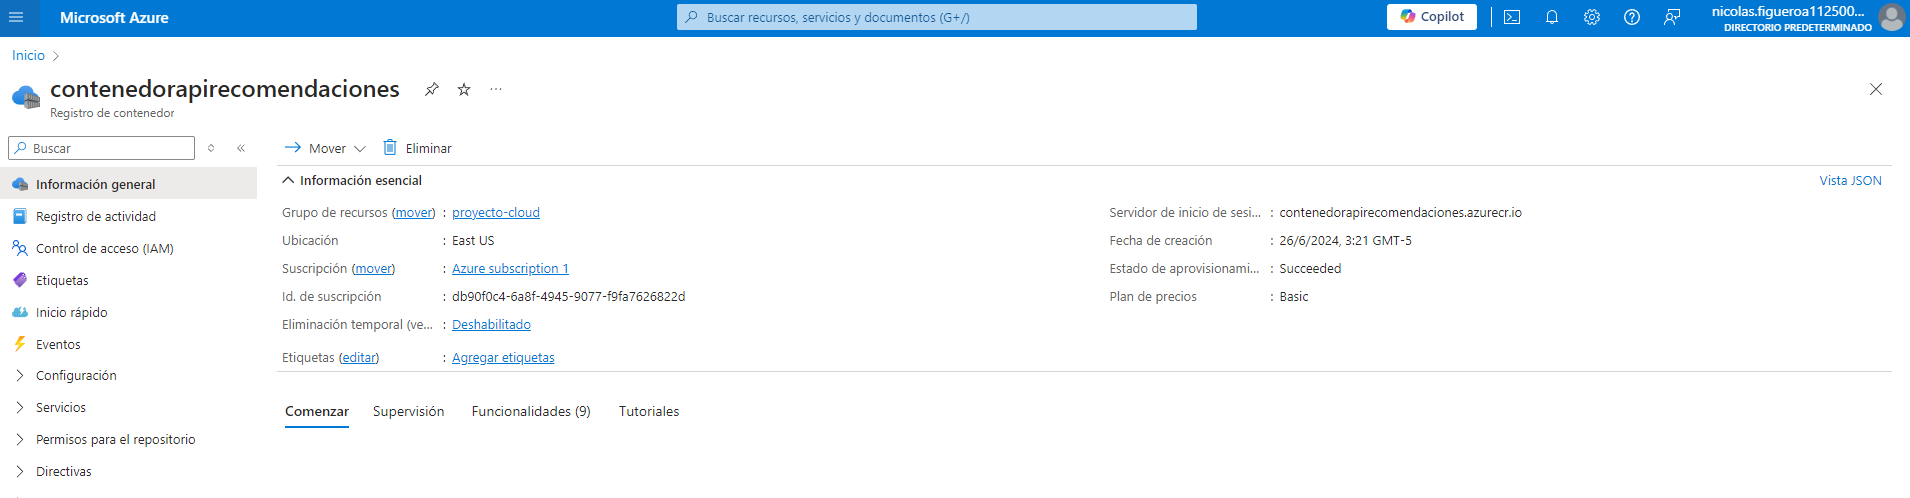 Microsoft Azure
Buscar recursos, servicios y documentos (G+/)
Copilot
nicolas.figueroa112500...
DIRECTORIO PREDETERMINADO
Inicio
contenedorapirecomendaciones
Registro de contenedor
Buscar
Mover
Eliminar
Información general
Registro de actividad
Control de acceso (IAM)
Etiquetas
Inicio rápido
Eventos
Configuración
Servicios
Permisos para el repositorio
Directivas
Información esencial
Vista JSON
Grupo de recursos (mover) : proyecto-cloud
Ubicación : East US
Suscripción (mover) : Azure subscription 1
Id. de suscripción : db90f0c4-6a8f-4945-9077-f9fa7626822d
Eliminación temporal (ve... : Deshabilitado
Etiquetas (editar) : Agregar etiquetas
Servidor de inicio de sesi... : contenedorapirecomendaciones.azurecr.io
Fecha de creación : 26/6/2024, 3:21 GMT-5
Estado de aprovisionami... : Succeeded
Plan de precios : Basic
Comenzar
Supervisión
Funcionalidades (9)
Tutoriales